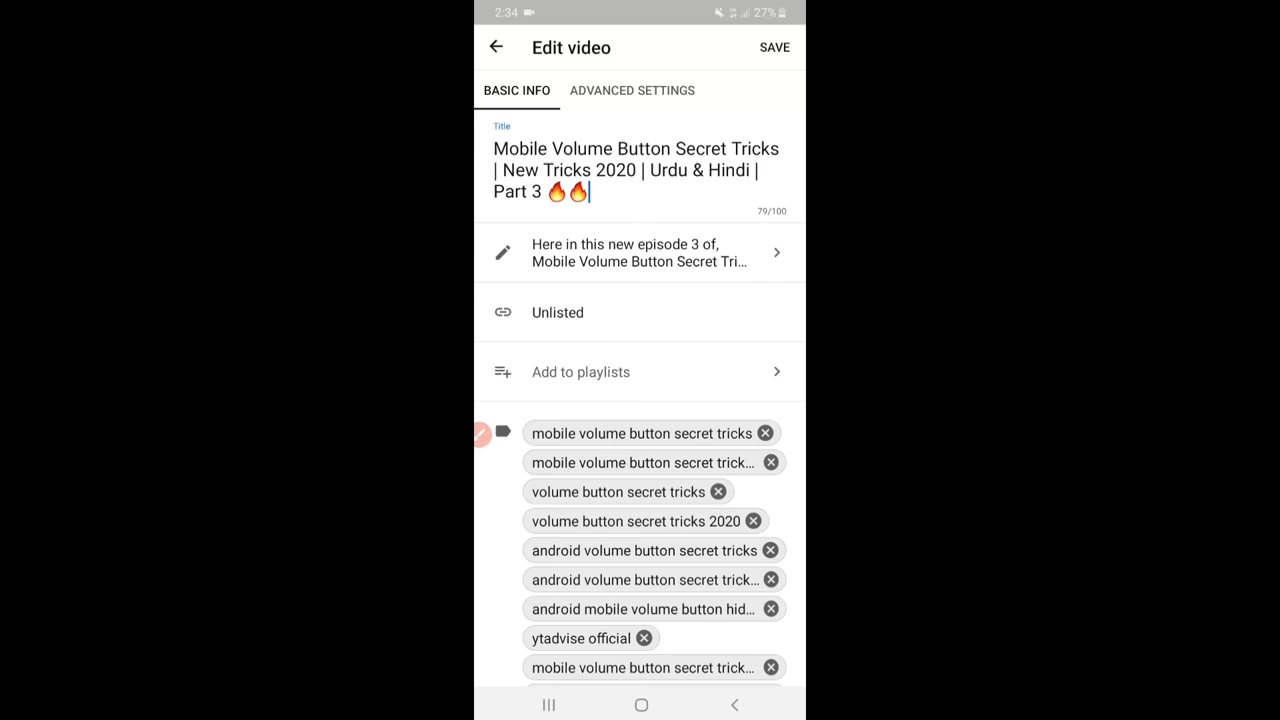 2:34 27%
Edit video SAVE
BASIC INFO ADVANCED SETTINGS
Title
Mobile Volume Button Secret Tricks
| New Tricks 2020 | Urdu & Hindi |
Part 3 🔥🔥
79/100
Here in this new episode 3 of,
Mobile Volume Button Secret Tri...
Unlisted
Add to playlists
mobile volume button secret tricks
mobile volume button secret trick...
volume button secret tricks
volume button secret tricks 2020
android volume button secret tricks
android volume button secret trick...
android mobile volume button hid...
ytadvise official
mobile volume button secret trick...